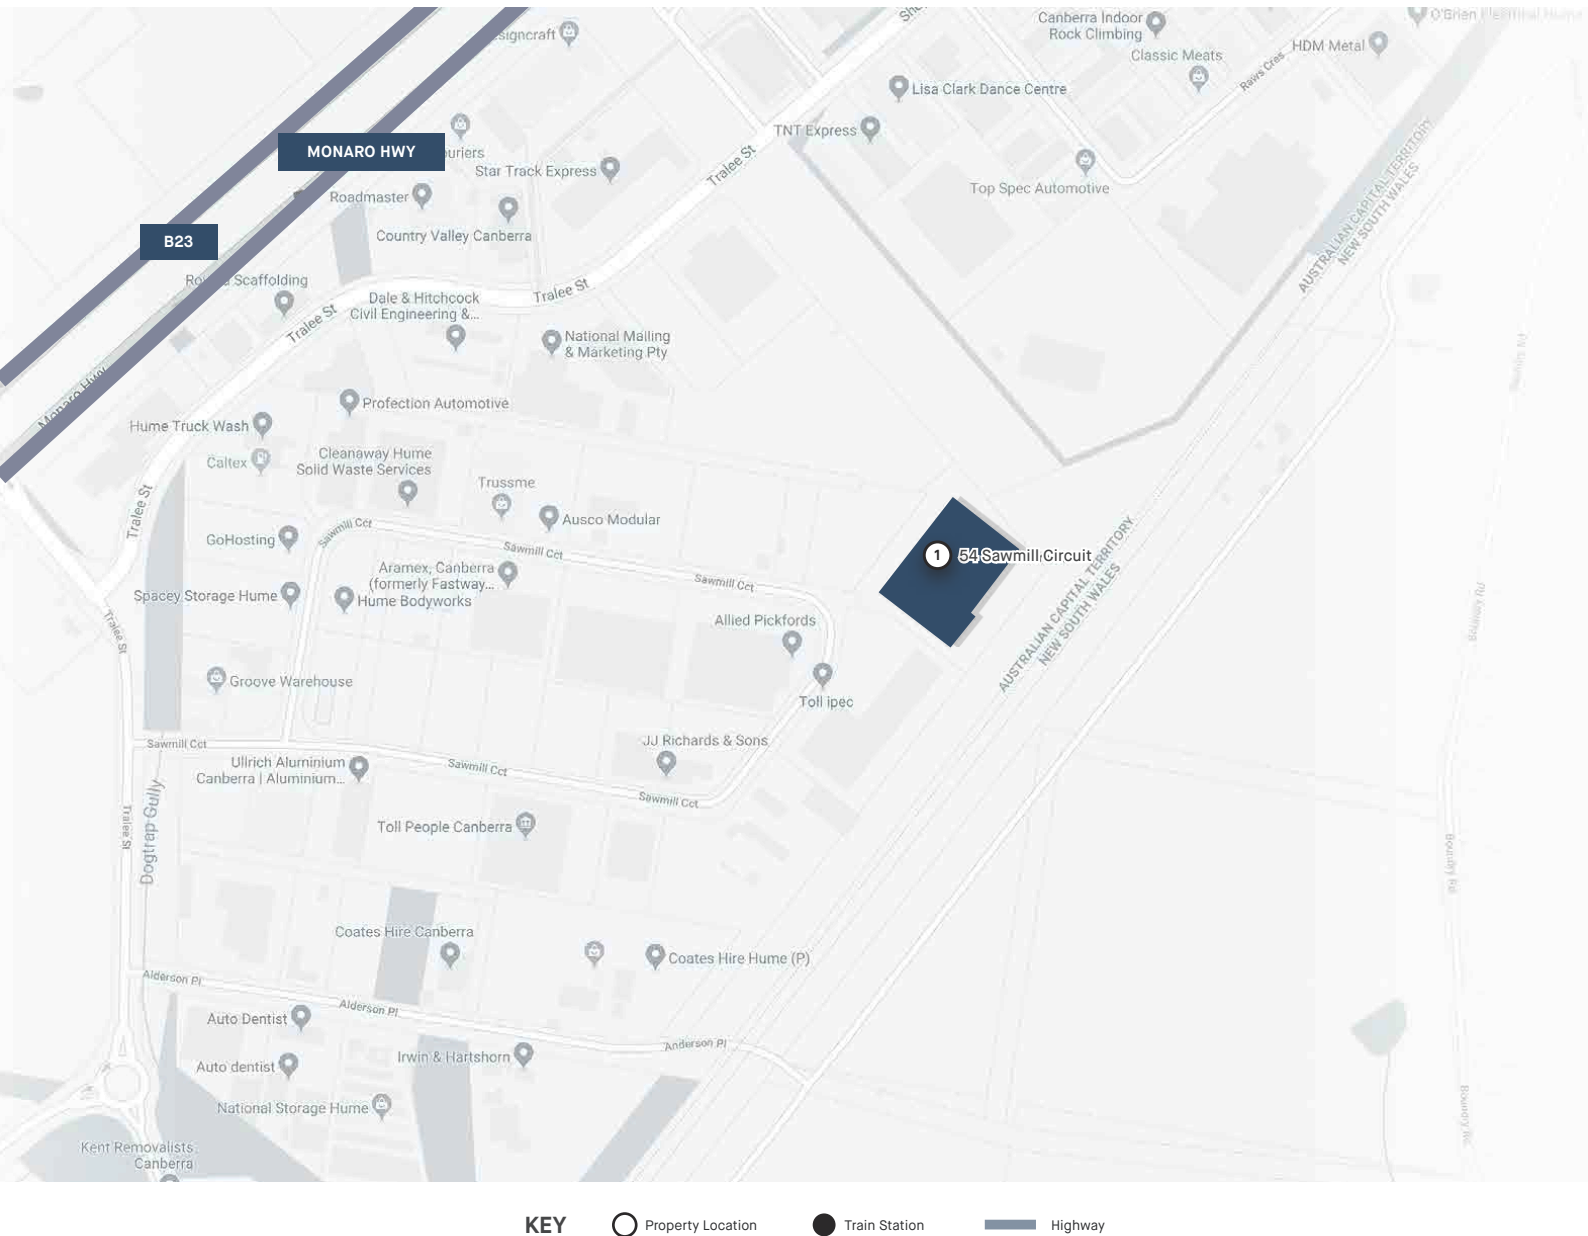 Canberra Indoor
Rock Climbing
O'Brien
HDM Metal
Classic Meats
Raws Cres
Lisa Clark Dance Centre
TNT Express
Tralee St
Top Spec Automotive
AUSTRALIAN CAPITAL TERRITORY
NEW SOUTH WALES
MONARO HWY
Star Track Express
Roadmaster
Country Valley Canberra
B23
Scaffolding
Tralee St
Dale & Hitchcock
Civil Engineering &...
Tralee St
National Mailing
& Marketing Pty
Monaro Hwy
Profection Automotive
Hume Truck Wash
Caltex
Cleanaway Hume
Solid Waste Services
Trussme
Ausco Modular
Tralee St
GoHosting
Sawmill Cct
Sawmill Cct
Sawmill Cct
Aramex, Canberra
(formerly Fastway...
Hume Bodyworks
Spacey Storage Hume
Tralee St
1
54 Sawmill Circuit
AUSTRALIAN CAPITAL TERRITORY
NEW SOUTH WALES
Allied Pickfords
Toll ipec
Groove Warehouse
JJ Richards & Sons
Sawmill Cct
Ullrich Aluminium
Canberra | Aluminium...
Sawmill Cct
Sawmill Cct
Toll People Canberra
Tralee St
Dogtrap Gully
Boundry Rd
Coates Hire Canberra
Coates Hire Hume (P)
Alderson Pl
Alderson Pl
Anderson Pl
Auto Dentist
Auto dentist
Irwin & Hartshorn
National Storage Hume
Boundry Rd
Kent Removalists
Canberra
KEY
Property Location
Train Station
Highway